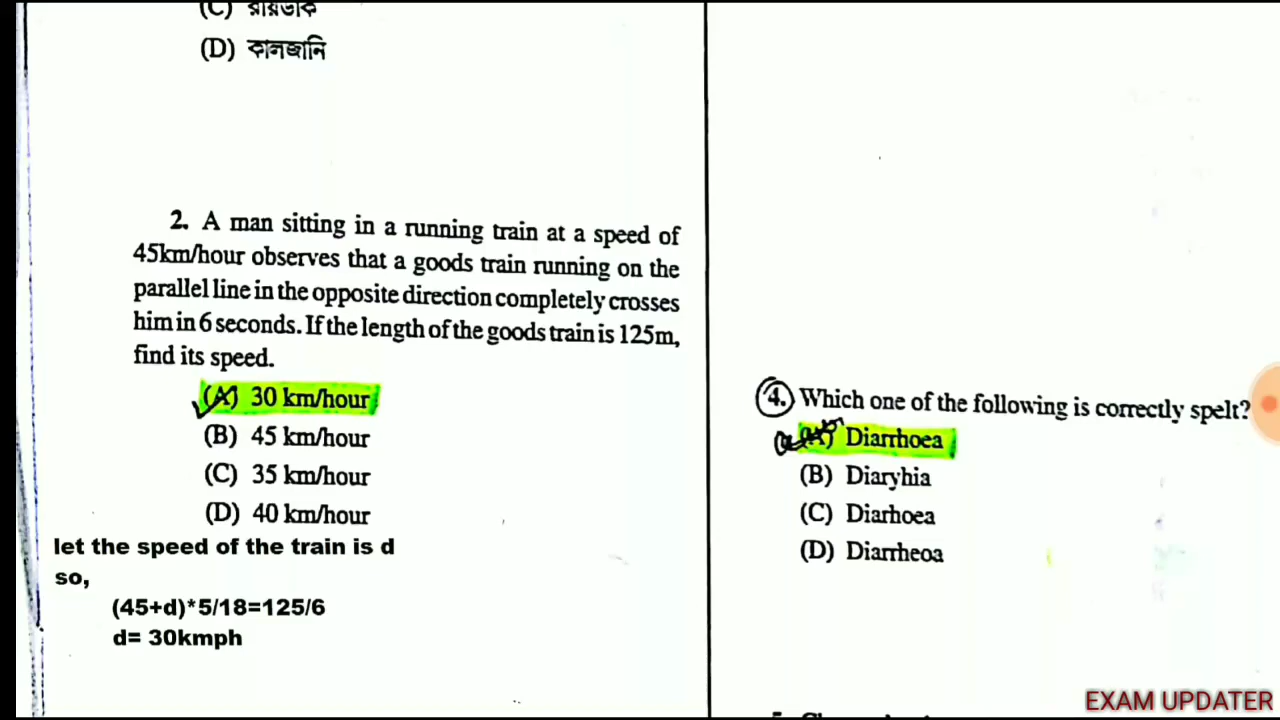 (C) রায়ডাক
(D) কালজানি
2. A man sitting in a running train at a speed of
45km/hour observes that a goods train running on the
parallel line in the opposite direction completely crosses
him in 6 seconds. If the length of the goods train is 125m,
find its speed.
(A) 30 km/hour
(B) 45 km/hour
(C) 35 km/hour
(D) 40 km/hour
let the speed of the train is d
so,
(45+d)*5/18=125/6
d= 30kmph
4. Which one of the following is correctly spelt?
(A) Diarrhoea
(B) Diaryhia
(C) Diarhoea
(D) Diarrheoa
EXAM UPDATER